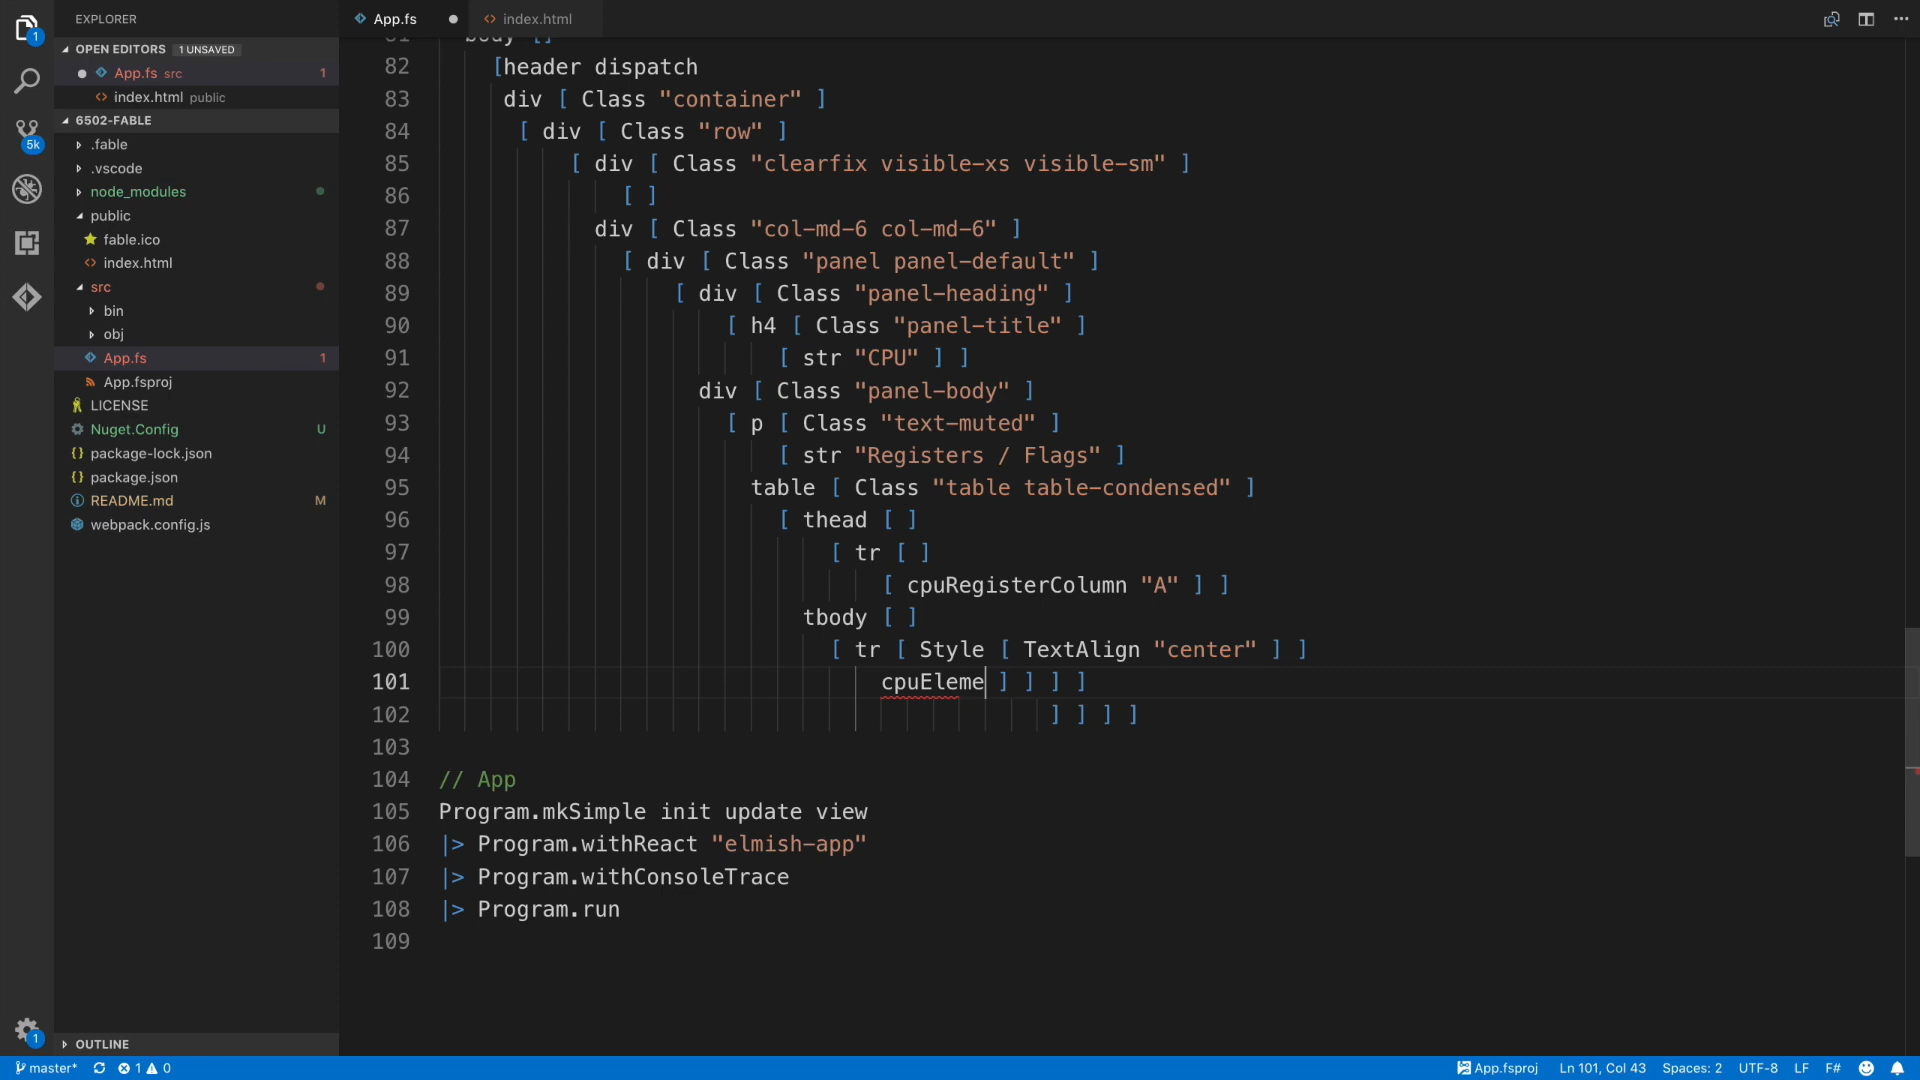 EXPLORER
App.fs
index.html
OPEN EDITORS 1 UNSAVED
App.fs src 1
index.html public
6502-FABLE
.fable
.vscode
node_modules
public
fable.ico
index.html
src
bin
obj
App.fs 1
App.fsproj
LICENSE
Nuget.Config U
package-lock.json
package.json
README.md M
webpack.config.js
OUTLINE
1
5k
1
81 body []
82 [header dispatch
83 div [ Class "container" ]
84 [ div [ Class "row" ]
85 [ div [ Class "clearfix visible-xs visible-sm" ]
86 [ ]
87 div [ Class "col-md-6 col-md-6" ]
88 [ div [ Class "panel panel-default" ]
89 [ div [ Class "panel-heading" ]
90 [ h4 [ Class "panel-title" ]
91 [ str "CPU" ] ]
92 div [ Class "panel-body" ]
93 [ p [ Class "text-muted" ]
94 [ str "Registers / Flags" ]
95 table [ Class "table table-condensed" ]
96 [ thead [ ]
97 [ tr [ ]
98 [ cpuRegisterColumn "A" ] ]
99 tbody [ ]
100 [ tr [ Style [ TextAlign "center" ] ]
101 cpuEleme ] ] ] ]
102 ] ] ] ]
103
104 // App
105 Program.mkSimple init update view
106 |> Program.withReact "elmish-app"
107 |> Program.withConsoleTrace
108 |> Program.run
109
master* 1 0 App.fsproj Ln 101, Col 43 Spaces: 2 UTF-8 LF F#